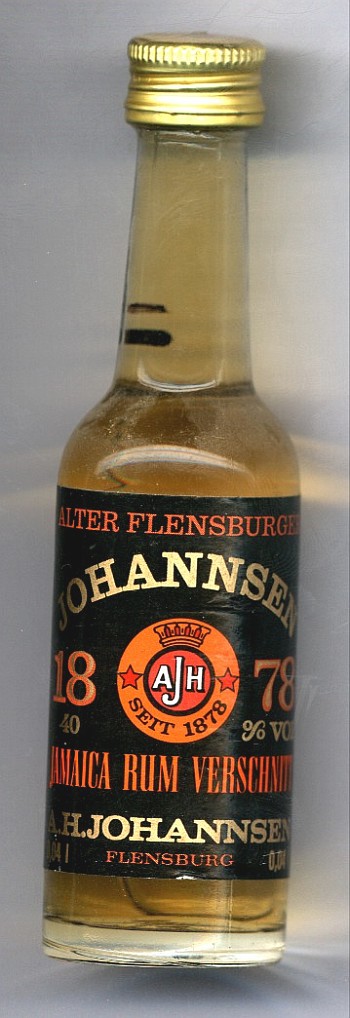 ALTER FLENSBURGER
JOHANNSEN
18 AJH 78
SEIT 1878
40 % VOL
JAMAICA RUM VERSCHNITT
A.H.JOHANNSEN
0,04 l FLENSBURG 0,04